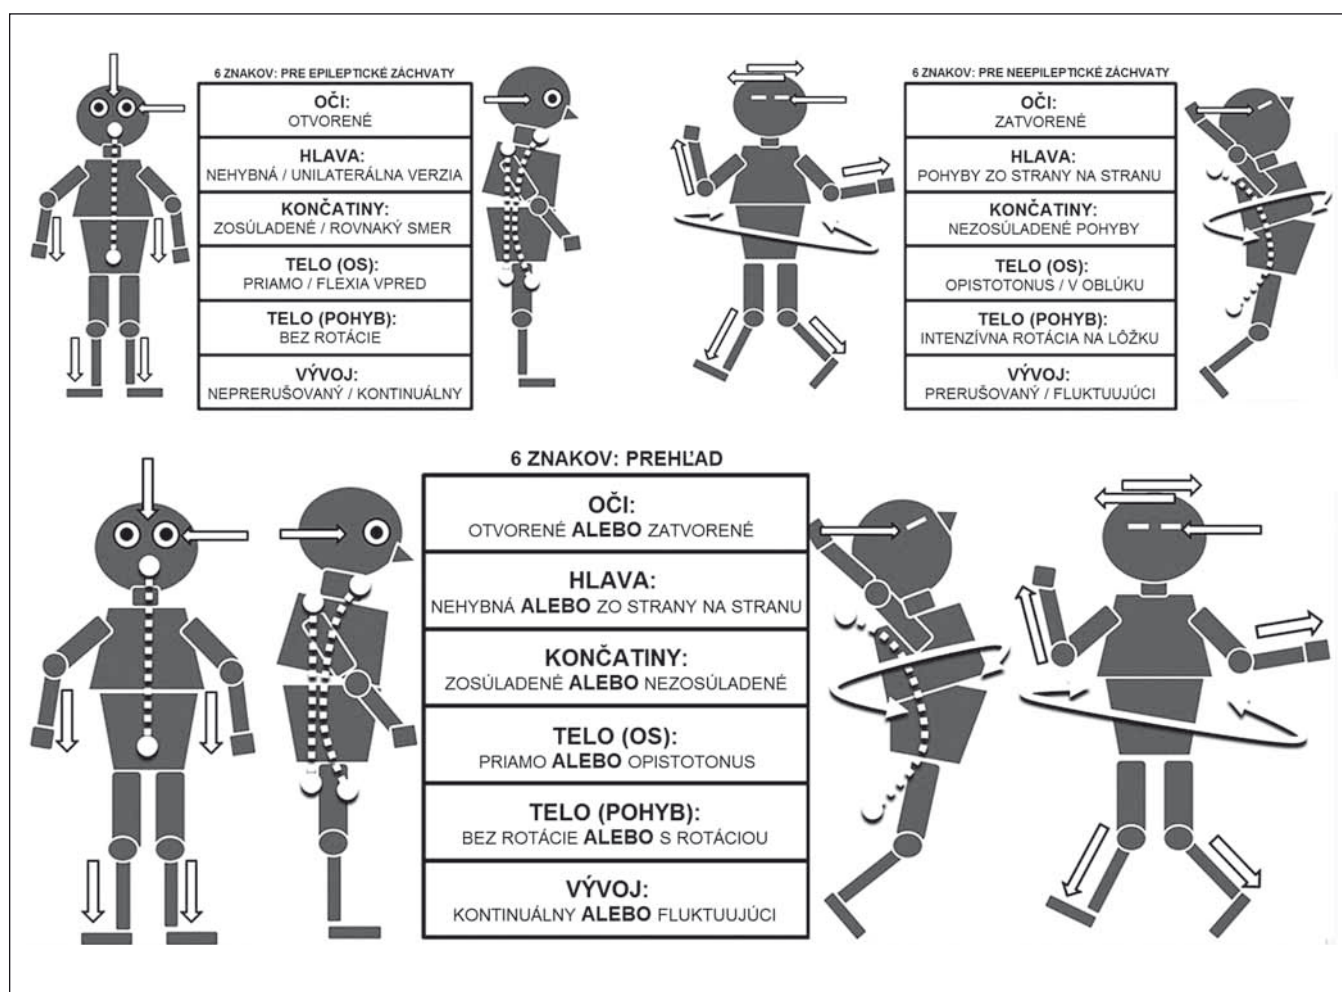 6 ZNAKOV: PRE EPILEPTICKÉ ZÁCHVATY
OČI:
OTVORENÉ
HLAVA:
NEHYBNÁ / UNILATERÁLNA VERZIA
KONČATINY:
ZOSÚLADENÉ / ROVNAKÝ SMER
TELO (OS):
PRIAMO / FLEXIA VPRED
TELO (POHYB):
BEZ ROTÁCIE
VÝVOJ:
NEPRERUŠOVANÝ / KONTINUÁLNY
6 ZNAKOV: PRE NEEPILEPTICKÉ ZÁCHVATY
OČI:
ZATVORENÉ
HLAVA:
POHYBY ZO STRANY NA STRANU
KONČATINY:
NEZOSÚLADENÉ POHYBY
TELO (OS):
OPISTOTONUS / V OBLÚKU
TELO (POHYB):
INTENZÍVNA ROTÁCIA NA LÔŽKU
VÝVOJ:
PRERUŠOVANÝ / FLUKTUUJÚCI
6 ZNAKOV: PREHĽAD
OČI:
OTVORENÉ ALEBO ZATVORENÉ
HLAVA:
NEHYBNÁ ALEBO ZO STRANY NA STRANU
KONČATINY:
ZOSÚLADENÉ ALEBO NEZOSÚLADENÉ
TELO (OS):
PRIAMO ALEBO OPISTOTONUS
TELO (POHYB):
BEZ ROTÁCIE ALEBO S ROTÁCIOU
VÝVOJ:
KONTINUÁLNY ALEBO FLUKTUUJÚCI